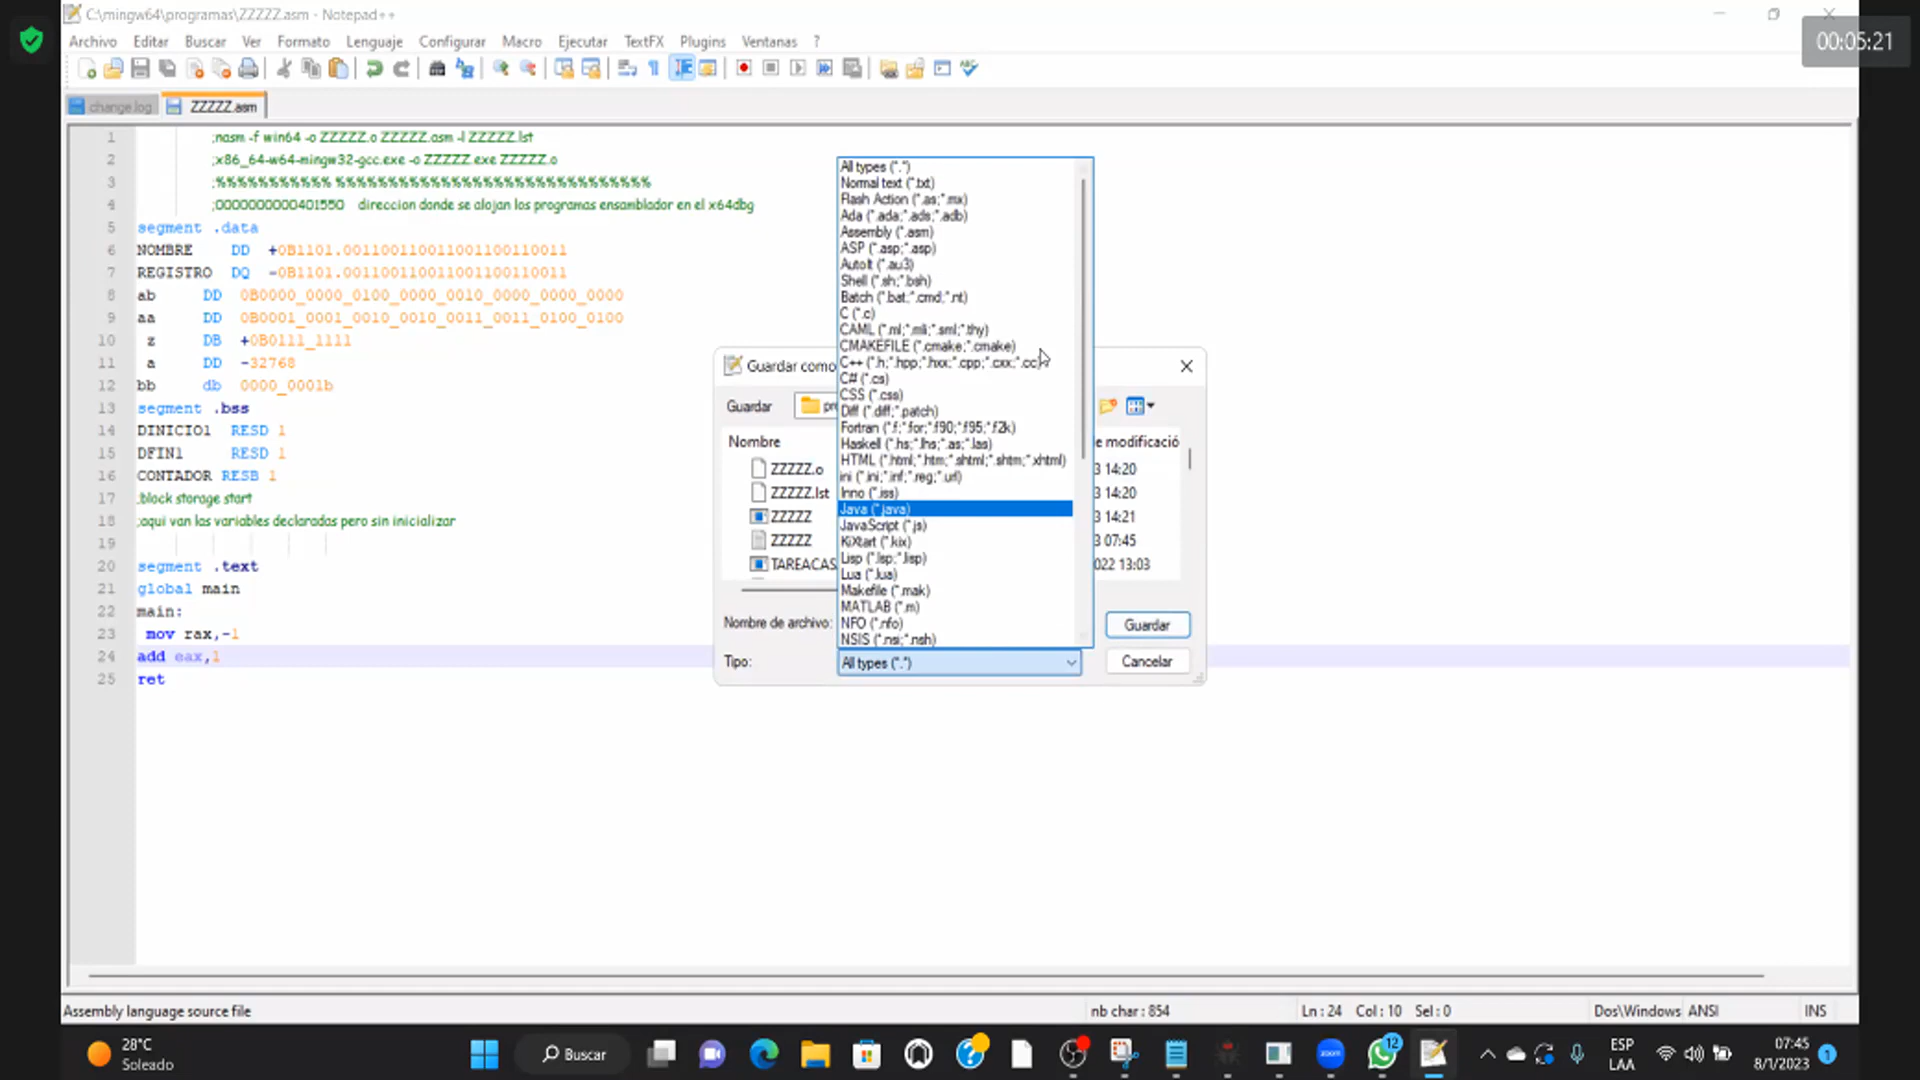 C:\mingw64\programas\ZZZZZ.asm - Notepad++
00:05:21
Archivo Editar Buscar Ver Formato Lenguaje Configurar Macro Ejecutar TextFX Plugins Ventanas ?
change.log ZZZZZ.asm
1 ;nasm -f win64 -o ZZZZZ.o ZZZZZ.asm -l ZZZZZ.lst
2 ;x86_64-w64-mingw32-gcc.exe -o ZZZZZ.exe ZZZZZ.o
3 ;%%%%%%%%%%% %%%%%%%%%%%%%%%%%%%%%%%%%%%%%
4 ;0000000000401550 direccion donde se alojan los programas ensamblador en el x64dbg
5 segment .data
6 NOMBRE DD +0B1101.00110011001100110011​0011
7 REGISTRO DQ -0B1101.001100110011001100110011
8 ab DD 0B0000_0000_0100_0000_0010_0000_0000_0000
9 aa DD 0B0001_0001_0010_0010_0011_0011_0100_0100
10 z DB +0B0111_1111
11 a DD -32768
12 bb db 0000_0001b
13 segment .bss
14 DINICIO1 RESD 1
15 DFIN1 RESD 1
16 CONTADOR RESB 1
17 ;block storage start
18 ;aqui van las variables declaradas pero sin inicializar
19
20 segment .text
21 global main
22 main:
23 mov rax,-1
24 add eax,1
25 ret
All types (*.*)
Normal text (*.txt)
Flash Action (*.as;*.mx)
Ada (*.ada;*.ads;*.adb)
Assembly (*.asm)
ASP (*.asp;*.asp)
AutoIt (*.au3)
Shell (*.sh;*.bsh)
Batch (*.bat;*.cmd;*.nt)
C (*.c)
CAML (*.ml;*.mli;*.sml;*.thy)
CMAKEFILE (*.cmake;*.cmake)
C++ (*.h;*.hpp;*.hxx;*.cpp;*.cxx;*.cc)
C# (*.cs)
CSS (*.css)
Diff (*.diff;*.patch)
Fortran (*.f;*.for;*.f90;*.f95;*.f2k)
Haskell (*.hs;*.lhs;*.as;*.las)
HTML (*.html;*.htm;*.shtml;*.shtm;*.xhtml)
ini (*.ini;*.inf;*.reg;*.url)
Inno (*.iss)
Java (*.java)
JavaScript (*.js)
KiXtart (*.kix)
Lisp (*.lsp;*.lisp)
Lua (*.lua)
Makefile (*.mak)
MATLAB (*.m)
NFO (*.nfo)
NSIS (*.nsi;*.nsh)
Guardar como
Guardar pr
Nombre e modificació
ZZZZZ.o 3 14:20
ZZZZZ.lst 3 14:20
ZZZZZ 3 14:21
ZZZZZ 3 07:45
TAREACAS 022 13:03
Nombre de archivo: Guardar
Tipo: All types (*.*) Cancelar
Assembly language source file nb char : 854 Ln : 24 Col : 10 Sel : 0 Dos\Windows ANSI INS
28°C
Soleado
Buscar
zoom
12
ESP
LAA
07:45
8/1/2023
1